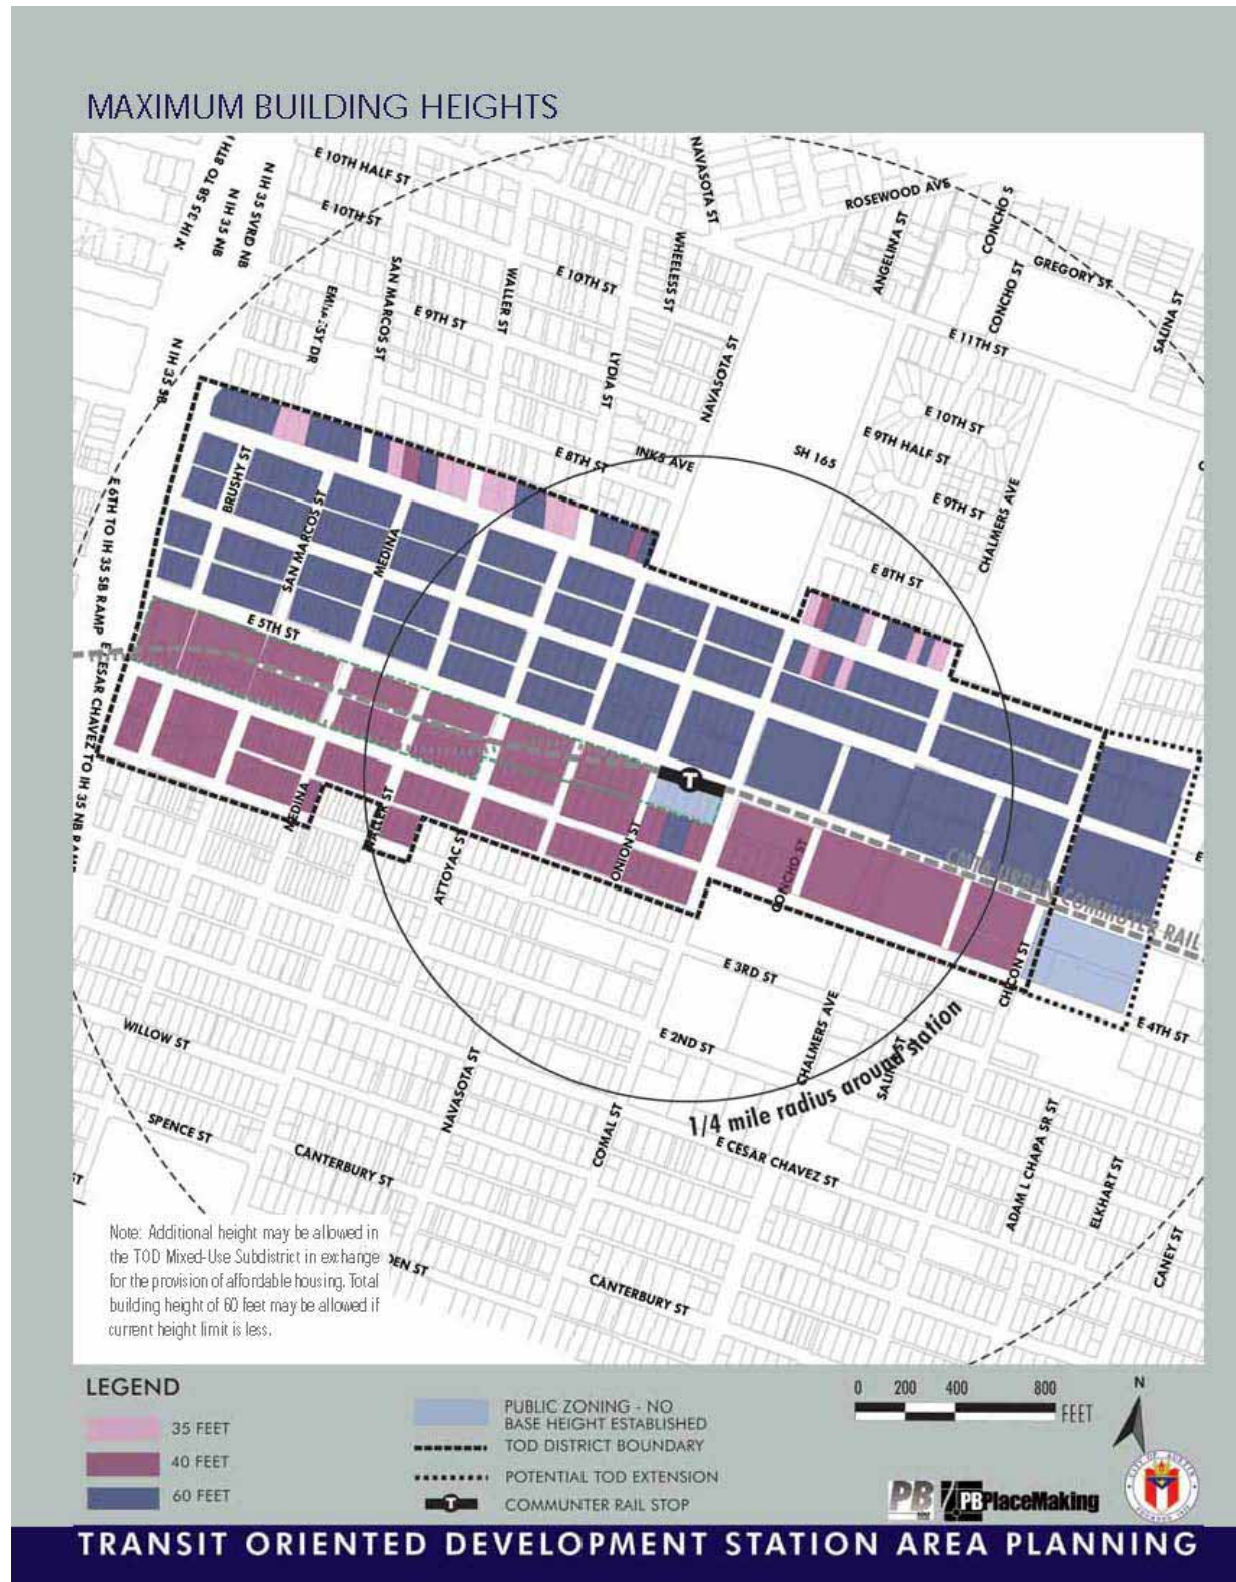 MAXIMUM BUILDING HEIGHTS
N IH 35 SB TO 8TH
N IH 35 NB
N IH 35 SVRD NB
E 10TH HALF ST
E 10TH ST
NAVASOTA ST
ROSEWOOD AVE
ANGELINA ST
CONCHO S
CONCHO ST
GREGORY ST
SALINA ST
WHEELESS ST
SAN MARCOS ST
WALLER ST
E 10TH ST
E 9TH ST
LYDIA ST
NAVASOTA ST
E 11TH ST
N IH 35 SB
E 10TH ST
E 9TH HALF ST
E 8TH ST
INKS AVE
SH 165
E 9TH ST
CHALMERS AVE
BRUSHY ST
SAN MARCOS ST
MEDINA
E 8TH ST
E 6TH TO IH 35 SB RAMP
E 5TH ST
CESAR CHAVEZ TO IH 35 NB
MEDINA
ATTOYAC ST
ONION ST
T
CONCHO ST
CMTA URBAN COMMUTER RAIL
CHICON ST
E 4TH ST
E 3RD ST
E 2ND ST
CHALMERS AVE
1/4 mile radius around station
WILLOW ST
NAVASOTA ST
COMAL ST
SPENCE ST
CANTERBURY ST
E CESAR CHAVEZ ST
ADAM L CHAPA SR ST
ELKHART ST
CANEY ST
CANTERBURY ST
DEN ST
Note: Additional height may be allowed in
the TOD Mixed-Use Subdistrict in exchange
for the provision of affordable housing. Total
building height of 60 feet may be allowed if
current height limit is less.
LEGEND
35 FEET
40 FEET
60 FEET
PUBLIC ZONING - NO
BASE HEIGHT ESTABLISHED
TOD DISTRICT BOUNDARY
POTENTIAL TOD EXTENSION
T COMMUNTER RAIL STOP
0 200 400 800
FEET
N
PB
PBPlaceMaking
TRANSIT ORIENTED DEVELOPMENT STATION AREA PLANNING